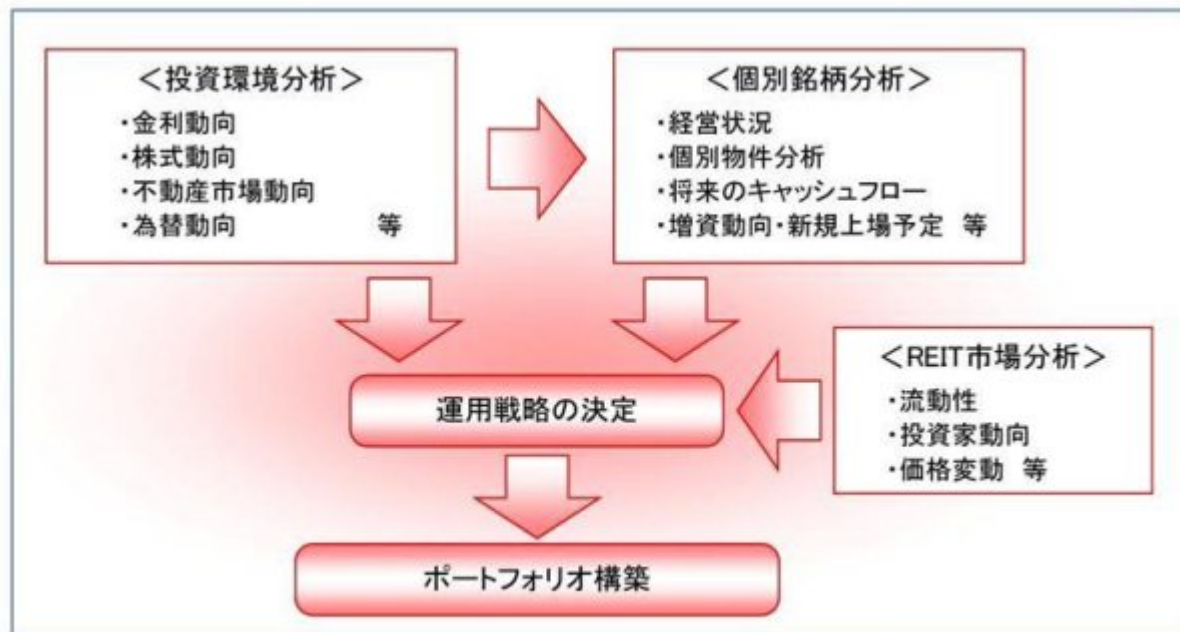 ＜投資環境分析＞
・金利動向
・株式動向
・不動産市場動向
・為替動向　等
＜個別銘柄分析＞
・経営状況
・個別物件分析
・将来のキャッシュフロー
・増資動向・新規上場予定　等
＜REIT市場分析＞
・流動性
・投資家動向
・価格変動　等
運用戦略の決定
ポートフォリオ構築